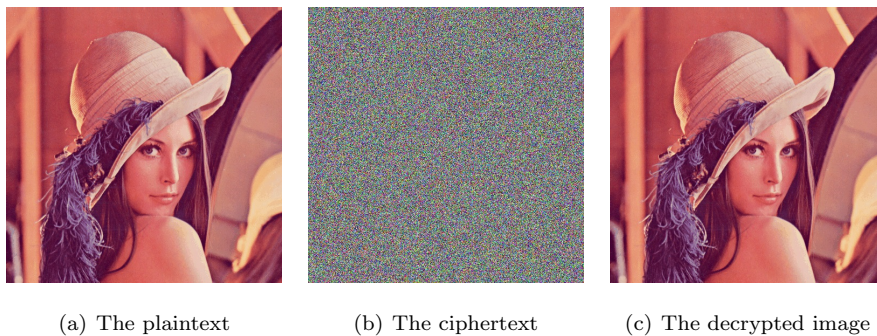 (a) The plaintext
(b) The ciphertext
(c) The decrypted image